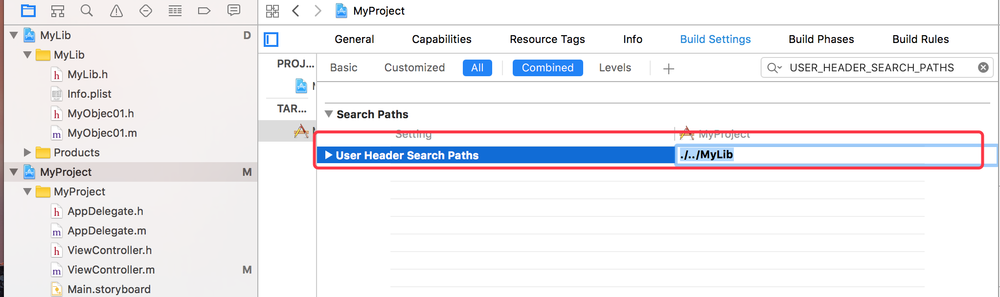 MyProject
MyLib D
MyLib
MyLib.h
Info.plist
MyObjec01.h
MyObjec01.m
Products
MyProject M
MyProject
AppDelegate.h
AppDelegate.m
ViewController.h
ViewController.m M
Main.storyboard
General Capabilities Resource Tags Info Build Settings Build Phases Build Rules
PROJ...
TAR...
Basic Customized All Combined Levels USER_HEADER_SEARCH_PATHS
Search Paths
Setting MyProject
User Header Search Paths ./../MyLib